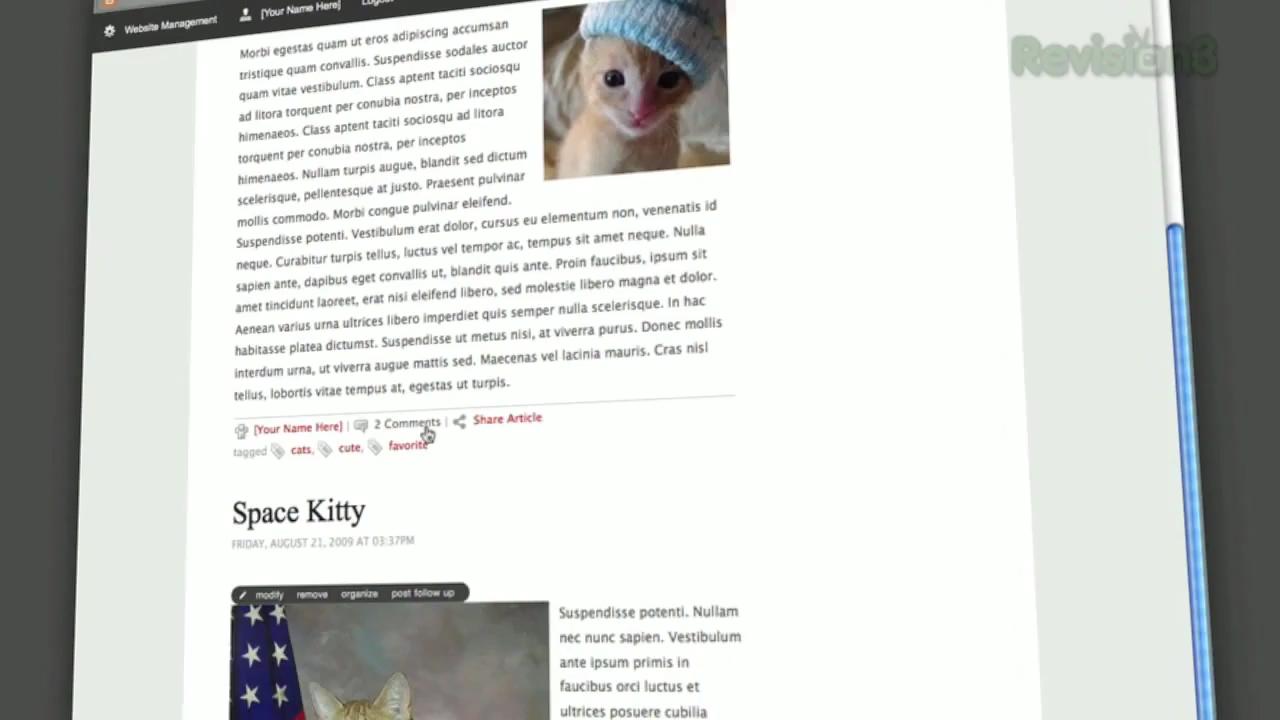 Website Management
[Your Name Here]
Revision3
Morbi egestas quam ut eros adipiscing accumsan
tristique quam convallis. Suspendisse sodales auctor
quam vitae vestibulum. Class aptent taciti sociosqu
ad litora torquent per conubia nostra, per inceptos
himenaeos. Class aptent taciti sociosqu ad litora
torquent per conubia nostra, per inceptos
himenaeos. Nullam turpis augue, blandit sed dictum
scelerisque, pellentesque at justo. Praesent pulvinar
mollis commodo. Morbi congue pulvinar eleifend.
Suspendisse potenti. Vestibulum erat dolor, cursus eu elementum non, venenatis id
neque. Curabitur turpis tellus, luctus vel tempor ac, tempus sit amet neque. Nulla
sapien ante, dapibus eget convallis ut, blandit quis ante. Proin faucibus, ipsum sit
amet tincidunt laoreet, erat nisi eleifend libero, sed molestie libero magna et dolor.
Aenean varius urna ultrices libero imperdiet quis semper nulla scelerisque. In hac
habitasse platea dictumst. Suspendisse ut metus nisi, at viverra purus. Donec mollis
interdum urna, ut viverra augue mattis sed. Maecenas vel lacinia mauris. Cras nisl
tellus, lobortis vitae tempus at, egestas ut turpis.
[Your Name Here] | 2 Comments | Share Article
tagged cats, cute, favorite
Space Kitty
FRIDAY, AUGUST 21, 2009 AT 03:37PM
modify remove organize post follow up
Suspendisse potenti. Nullam
nec nunc sapien. Vestibulum
ante ipsum primis in
faucibus orci luctus et
ultrices posuere cubilia